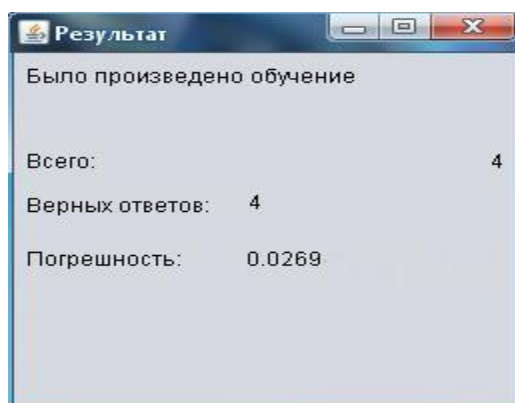 Результат
Было произведено обучение
Всего: 4
Верных ответов: 4
Погрешность: 0.0269